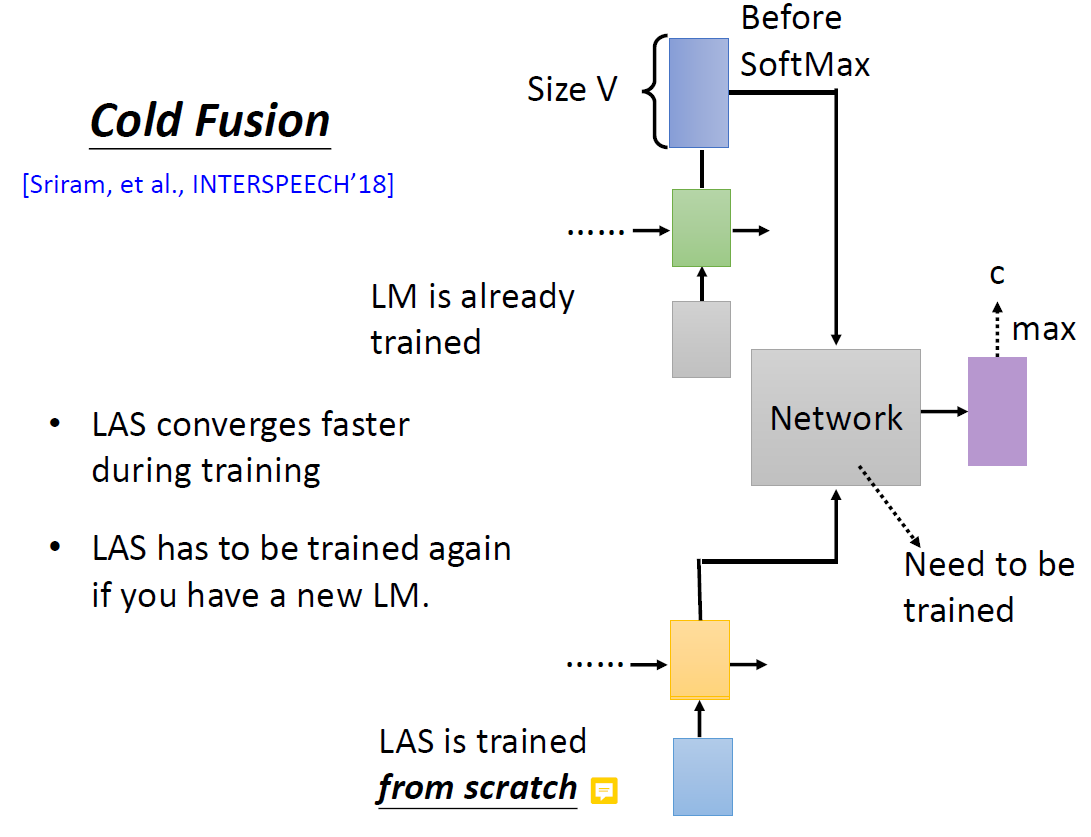 Before
SoftMax
Size V
Cold Fusion
[Sriram, et al., INTERSPEECH’18]
......
LM is already
trained
c
max
Network
• LAS converges faster
during training
• LAS has to be trained again
if you have a new LM.
Need to be
trained
......
LAS is trained
from scratch